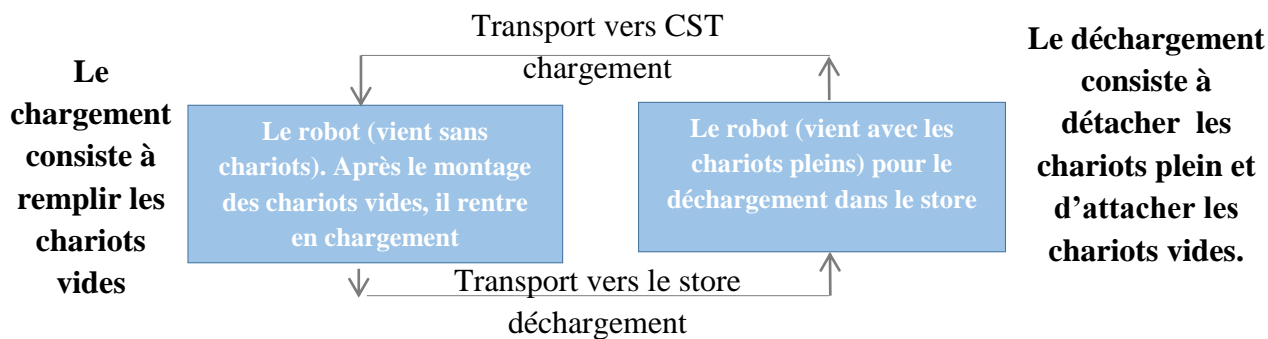 Transport vers CST
chargement
Le
chargement
consiste à
remplir les
chariots
vides
Le robot (vient sans
chariots). Après le montage
des chariots vides, il rentre
en chargement
Le robot (vient avec les
chariots pleins) pour le
déchargement dans le store
Le déchargement
consiste à
détacher les
chariots plein et
d’attacher les
chariots vides.
Transport vers le store
déchargement